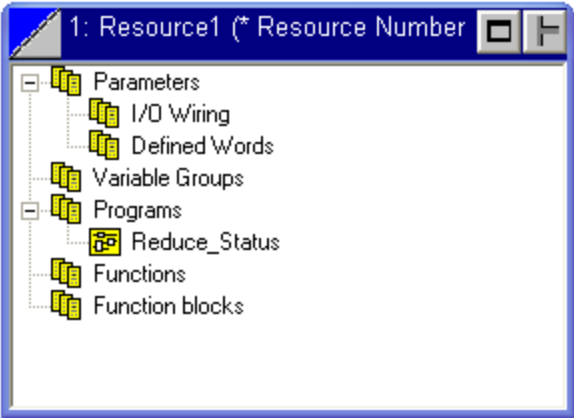 1: Resource1 (* Resource Number
Parameters
I/O Wiring
Defined Words
Variable Groups
Programs
Reduce_Status
Functions
Function blocks